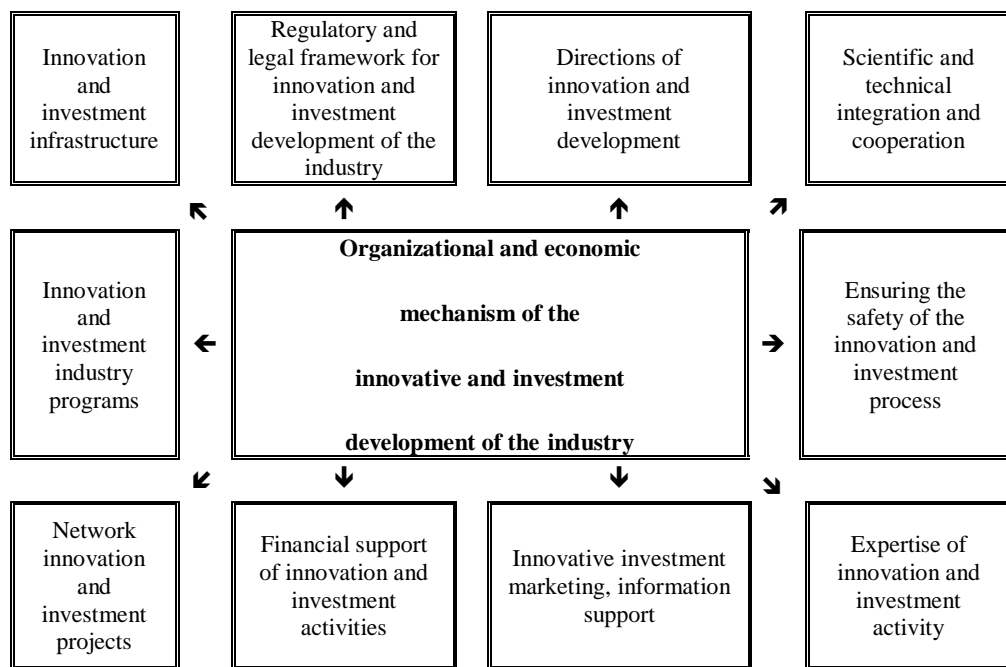 Innovation
and
investment
infrastructure
Regulatory and
legal framework for
innovation and
investment
development of the
industry
Directions of
innovation and
investment
development
Scientific and
technical
integration and
cooperation
Innovation
and
investment
industry
programs
Organizational and economic
mechanism of the
innovative and investment
development of the industry
Ensuring the
safety of the
innovation and
investment
process
Network
innovation
and
investment
projects
Financial support
of innovation and
investment
activities
Innovative investment
marketing, information
support
Expertise of
innovation and
investment
activity